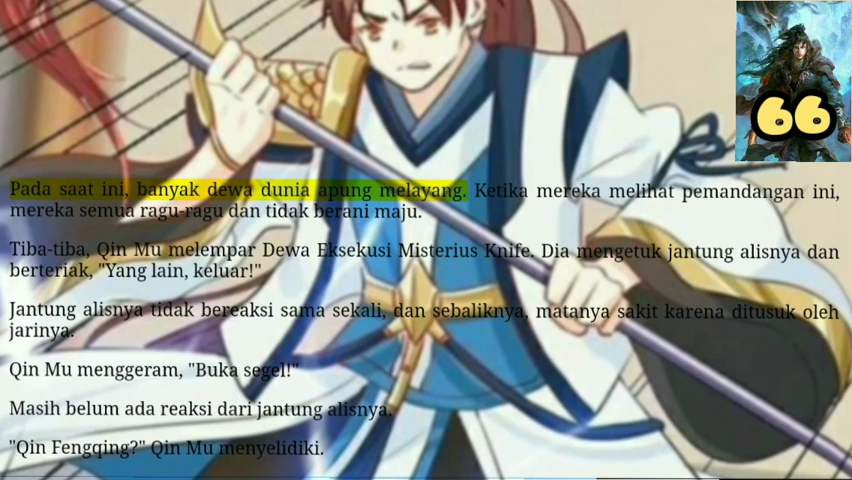 66
Pada saat ini, banyak dewa dunia apung melayang. Ketika mereka melihat pemandangan ini,
mereka semua ragu-ragu dan tidak berani maju.
Tiba-tiba, Qin Mu melempar Dewa Eksekusi Misterius Knife. Dia mengetuk jantung alisnya dan
berteriak, "Yang lain, keluar!"
Jantung alisnya tidak bereaksi sama sekali, dan sebaliknya, matanya sakit karena ditusuk oleh
jarinya.
Qin Mu menggeram, "Buka segel!"
Masih belum ada reaksi dari jantung alisnya.
"Qin Fengqing?" Qin Mu menyelidiki.